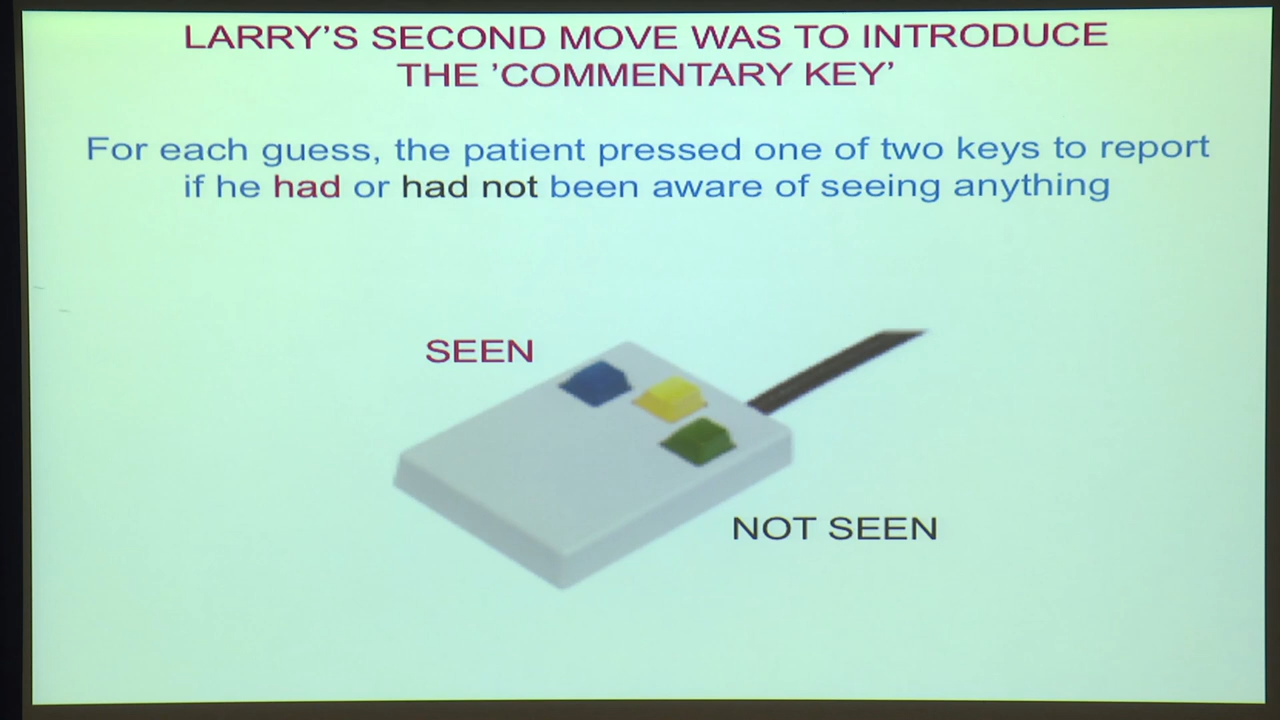 LARRY’S SECOND MOVE WAS TO INTRODUCE
THE ’COMMENTARY KEY’
For each guess, the patient pressed one of two keys to report
if he had or had not been aware of seeing anything
SEEN
NOT SEEN